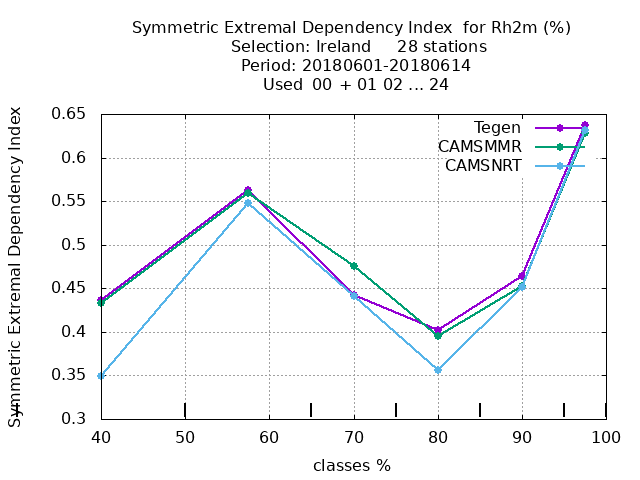 Symmetric Extremal Dependency Index  for Rh2m (%)
Selection: Ireland     28 stations
Period: 20180601-20180614
Used  00 + 01 02 ... 24
Symmetric Extremal Dependency Index
0.65
0.6
0.55
0.5
0.45
0.4
0.35
0.3
Tegen
CAMSMMR
CAMSNRT
40 50 60 70 80 90 100
classes %